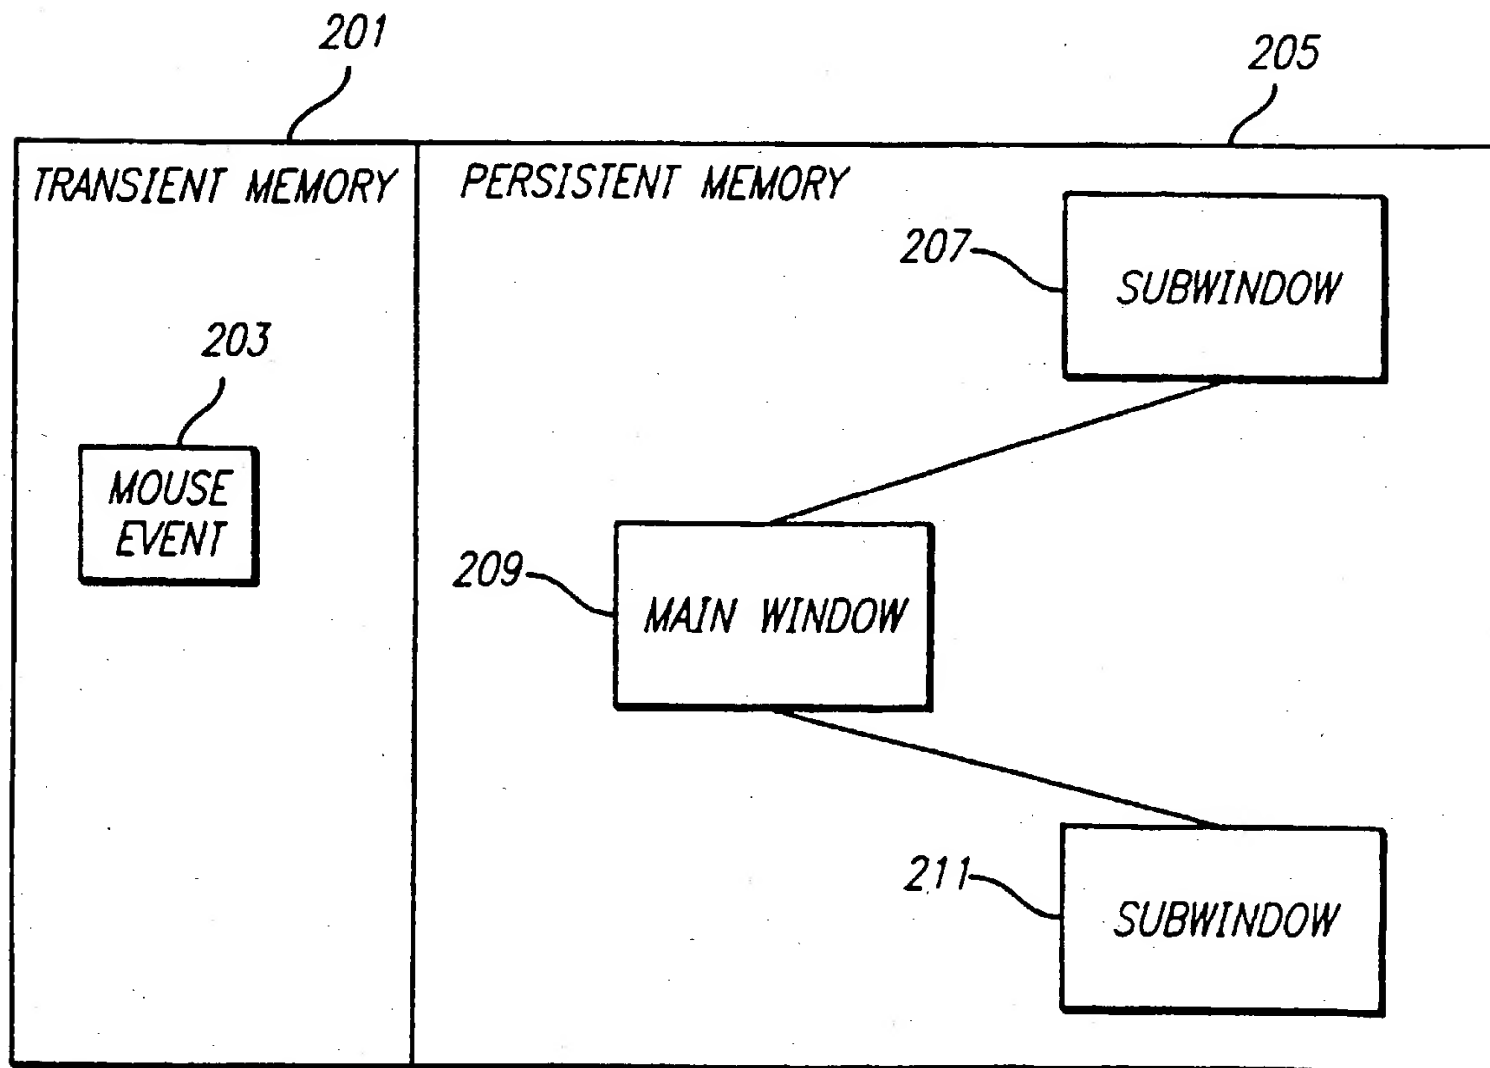 201
205
TRANSIENT MEMORY
PERSISTENT MEMORY
207
SUBWINDOW
203
MOUSE
EVENT
209
MAIN WINDOW
211
SUBWINDOW